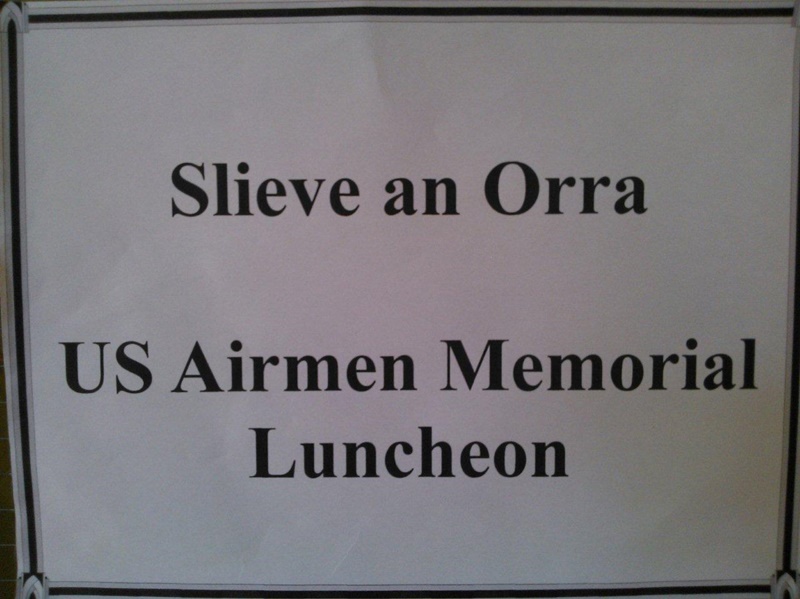 Slieve an Orra
US Airmen Memorial
Luncheon